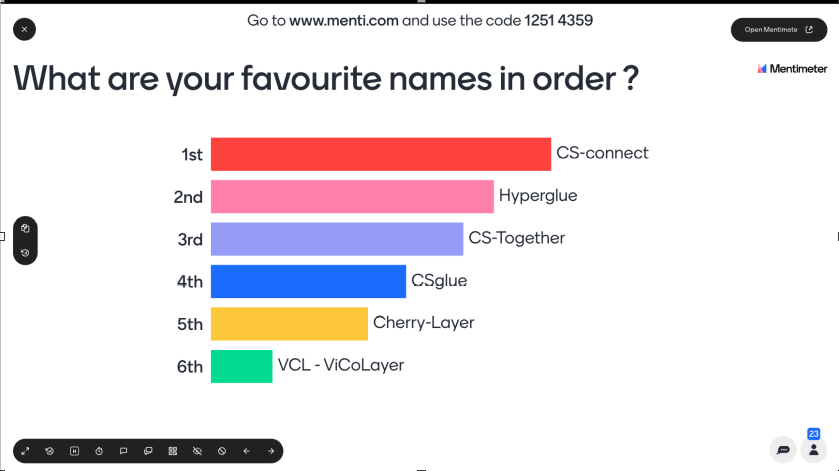 Go to www.menti.com and use the code 1251 4359
Open Mentimote
What are your favourite names in order ?
Mentimeter
1st CS-connect
2nd Hyperglue
3rd CS-Together
4th CSglue
5th Cherry-Layer
6th VCL - ViCoLayer
H
23